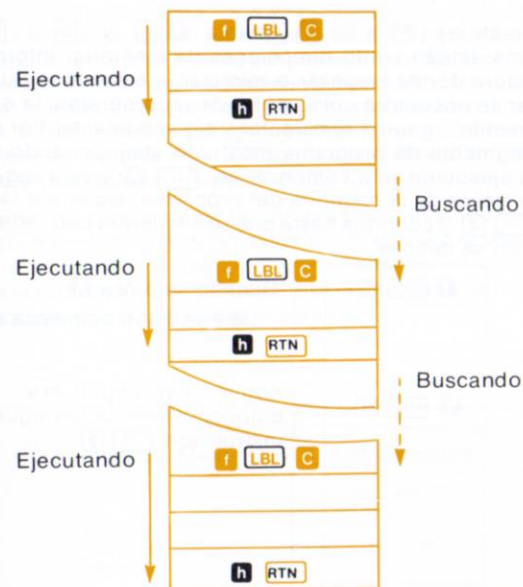 f LBL C
Ejecutando
h RTN
Buscando
Ejecutando
f LBL C
h RTN
Buscando
Ejecutando
f LBL C
h RTN